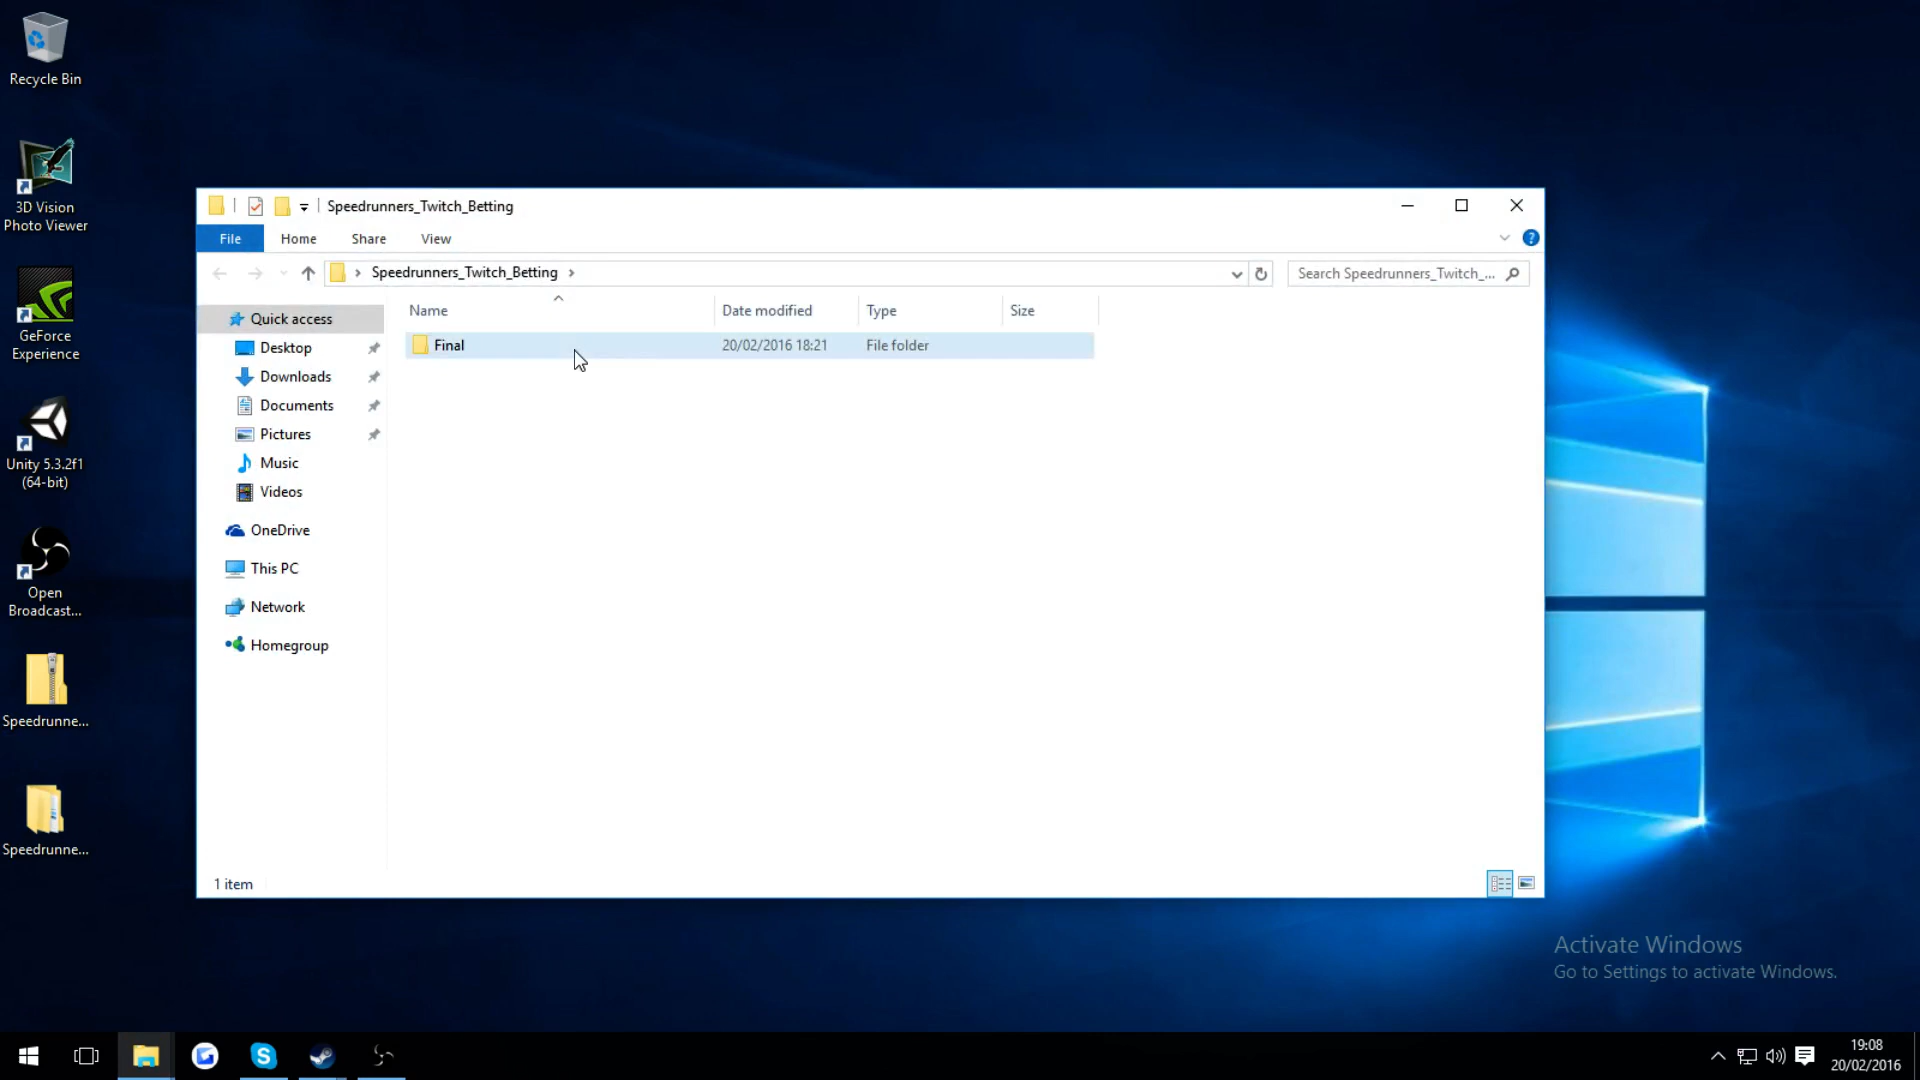 Recycle Bin
3D Vision
Photo Viewer
GeForce
Experience
Unity 5.3.2f1
(64-bit)
Open
Broadcast...
Speedrunne...
Speedrunne...
Speedrunners_Twitch_Betting
File Home Share View
Speedrunners_Twitch_Betting
Search Speedrunners_Twitch_...
Name Date modified Type Size
Final 20/02/2016 18:21 File folder
Quick access
Desktop
Downloads
Documents
Pictures
Music
Videos
OneDrive
This PC
Network
Homegroup
1 item
Activate Windows
Go to Settings to activate Windows.
19:08
20/02/2016